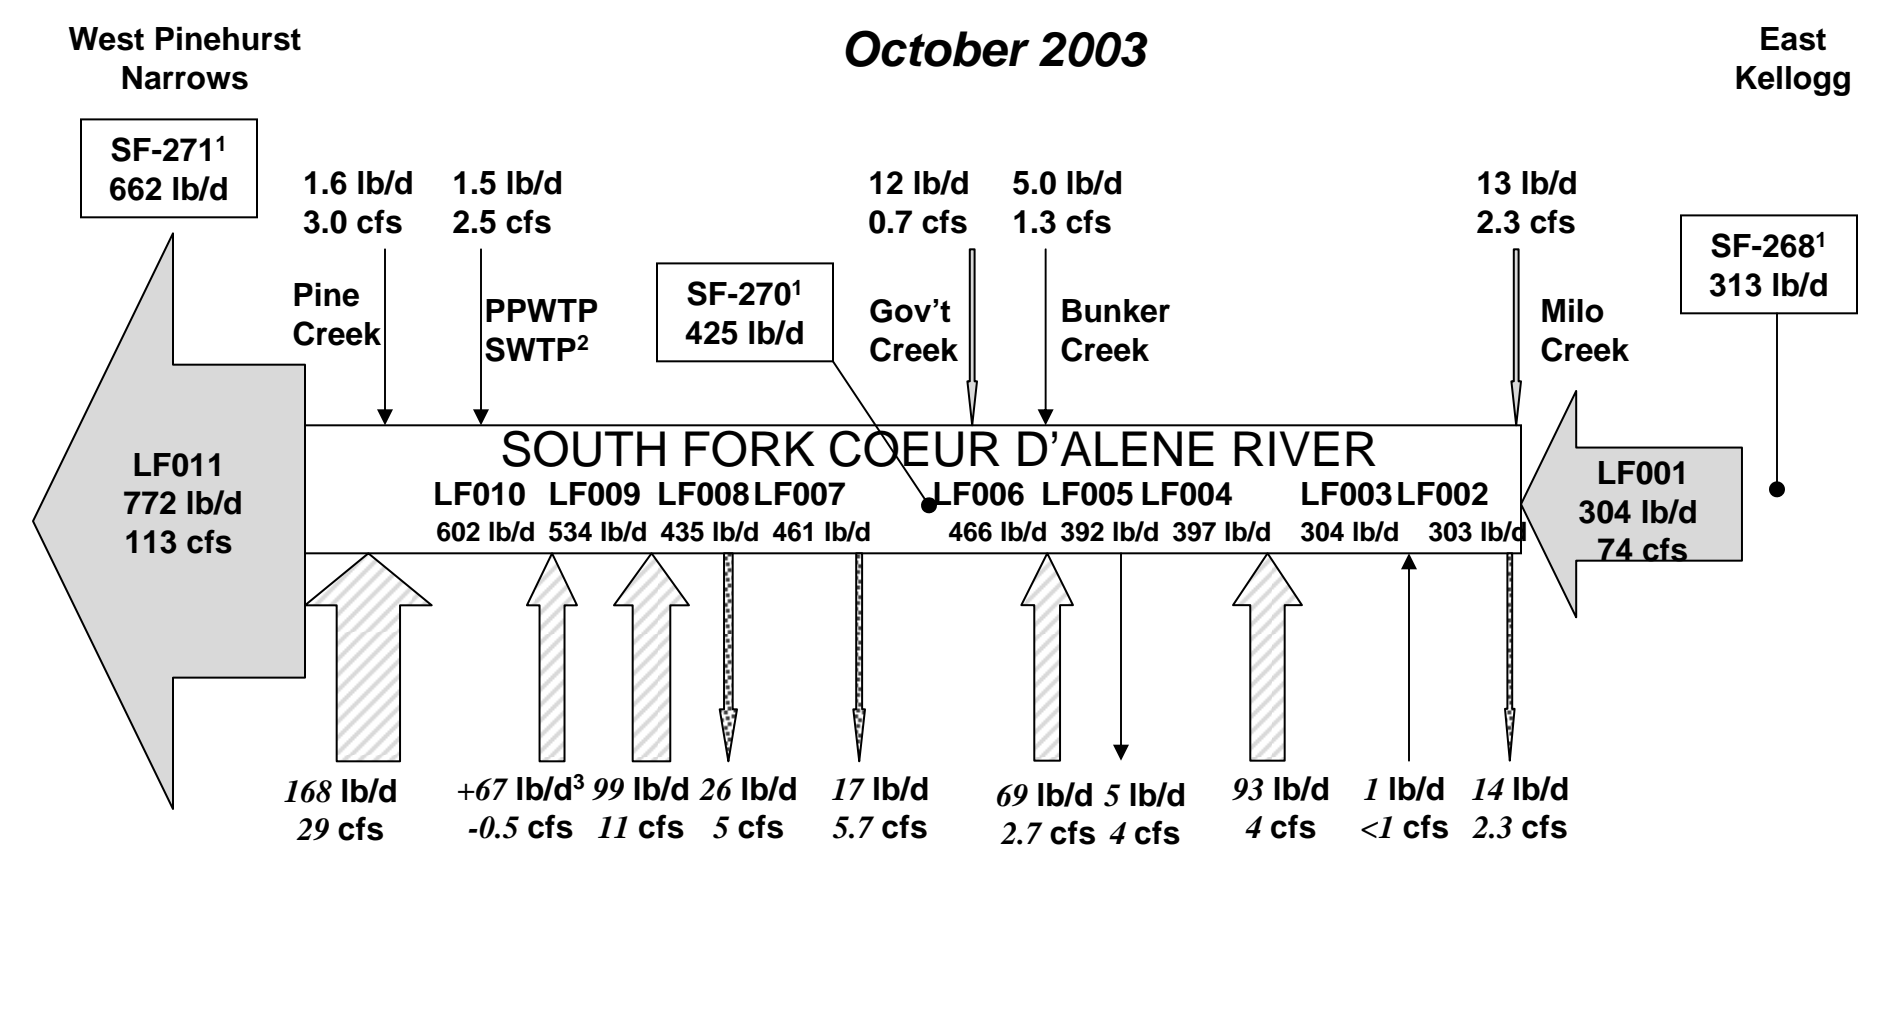 West Pinehurst
Narrows
October 2003
East
Kellogg
SF-271¹
662 lb/d
1.6 lb/d
3.0 cfs
1.5 lb/d
2.5 cfs
12 lb/d
0.7 cfs
5.0 lb/d
1.3 cfs
13 lb/d
2.3 cfs
SF-268¹
313 lb/d
SF-270¹
425 lb/d
Pine
Creek
PPWTP
SWTP²
Gov’t
Creek
Bunker
Creek
Milo
Creek
SOUTH FORK COEUR D’ALENE RIVER
LF010 LF009 LF008 LF007 LF006 LF005 LF004 LF003 LF002
602 lb/d 534 lb/d 435 lb/d 461 lb/d 466 lb/d 392 lb/d 397 lb/d 304 lb/d 303 lb/d
LF011
772 lb/d
113 cfs
LF001
304 lb/d
74 cfs
168 lb/d
29 cfs
+67 lb/d³
-0.5 cfs
99 lb/d
11 cfs
26 lb/d
5 cfs
17 lb/d
5.7 cfs
69 lb/d
2.7 cfs
5 lb/d
4 cfs
93 lb/d
4 cfs
1 lb/d
<1 cfs
14 lb/d
2.3 cfs